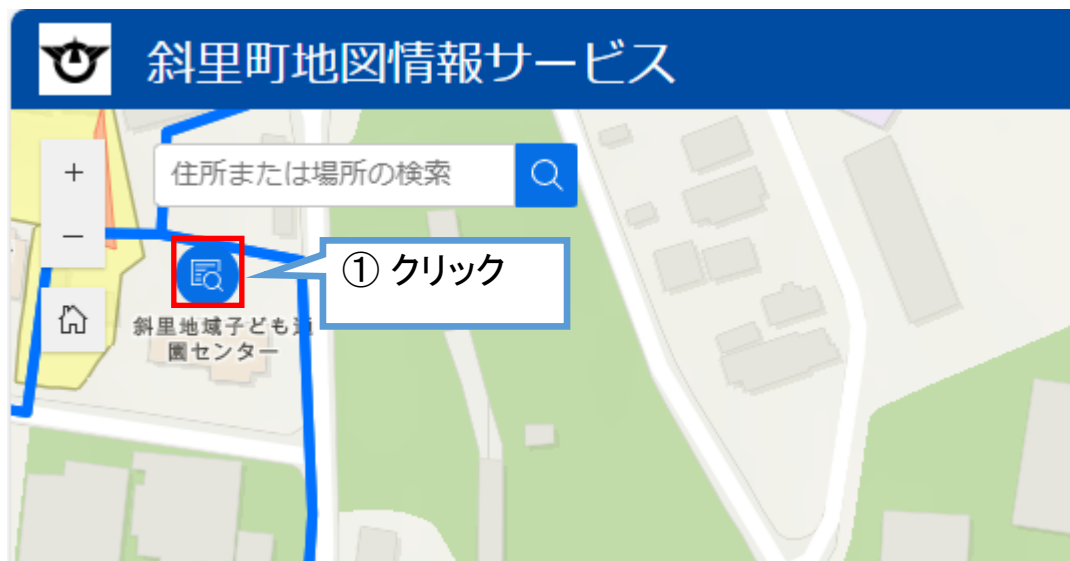 斜里町地図情報サービス
+
住所または場所の検索
−
① クリック
斜里地域子ども通
園センター